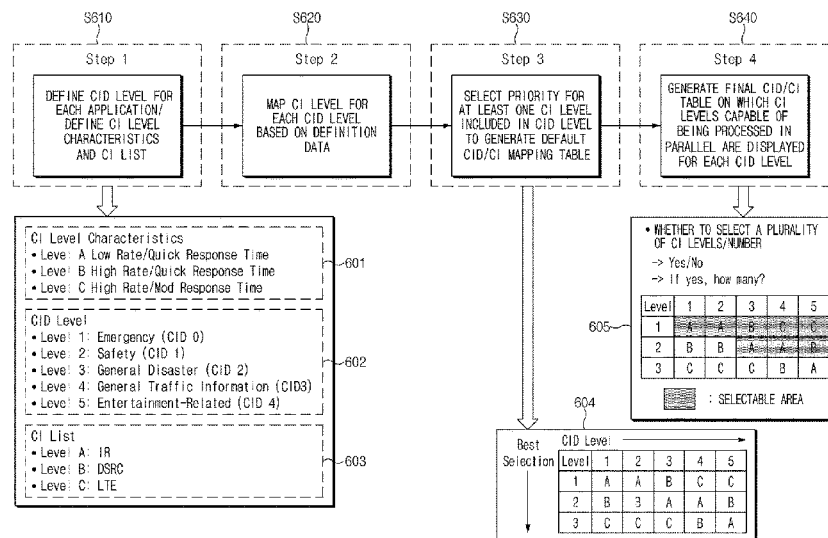 S610
S620
S630
S640
Step 1
DEFINE CID LEVEL FOR
EACH APPLICATION/
DEFINE CI LEVEL
CHARACTERISTICS
AND CI LIST
Step 2
MAP CI LEVEL FOR
EACH CID LEVEL
BASED ON DEFINITION
DATA
Step 3
SELECT PRIORITY FOR
AT LEAST ONE CI LEVEL
INCLUDED IN CID LEVEL
TO GENERATE DEFAULT
CID/CI MAPPING TABLE
Step 4
GENERATE FINAL CID/CI
TABLE ON WHICH CI
LEVELS CAPABLE OF
BEING PROCESSED IN
PARALLEL ARE DISPLAYED
FOR EACH CID LEVEL
CI Level Characteristics
• Level: A Low Rate/Quick Response Time
• Level: B High Rate/Quick Response Time
• Level: C High Rate/Mod Response Time
601
CID Level
• Level 1: Emergency (CID 0)
• Level 2: Safety (CID 1)
• Level 3: General Disaster (CID 2)
• Level 4: General Traffic Information (CID3)
• Level 5: Entertainment-Related (CID 4)
602
CI List
• Level A: IR
• Level B: DSRC
• Level C: LTE
603
• WHETHER TO SELECT A PLURALITY
OF CI LEVELS/NUMBER
-> Yes/No
-> If yes, how many?
605
Level 1 2 3 4 5
1 A A B C C
2 B B A A B
3 C C C B A
: SELECTABLE AREA
604
Best
Selection
CID Level
Level 1 2 3 4 5
1 A A B C C
2 B B A A B
3 C C C B A